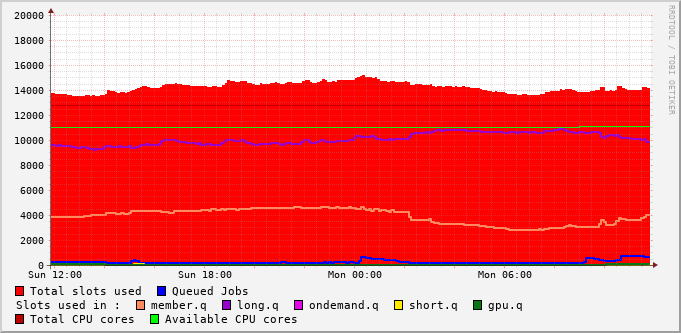 RRDTOOL / TOBI OETIKER
20000
18000
16000
14000
12000
10000
8000
6000
4000
2000
0
Sun 12:00 Sun 18:00 Mon 00:00 Mon 06:00
Total slots used Queued Jobs
Slots used in : member.q long.q ondemand.q short.q gpu.q
Total CPU cores Available CPU cores